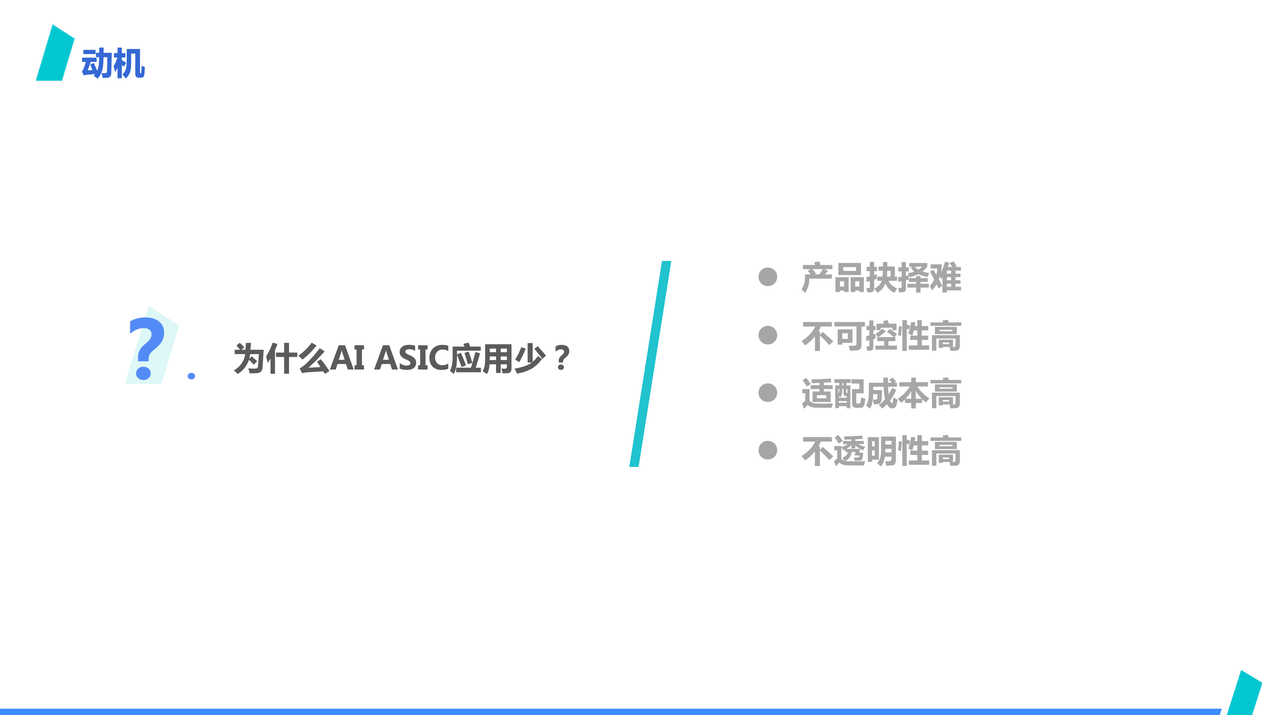 动机
?
为什么AI ASIC应用少？
● 产品抉择难
● 不可控性高
● 适配成本高
● 不透明性高